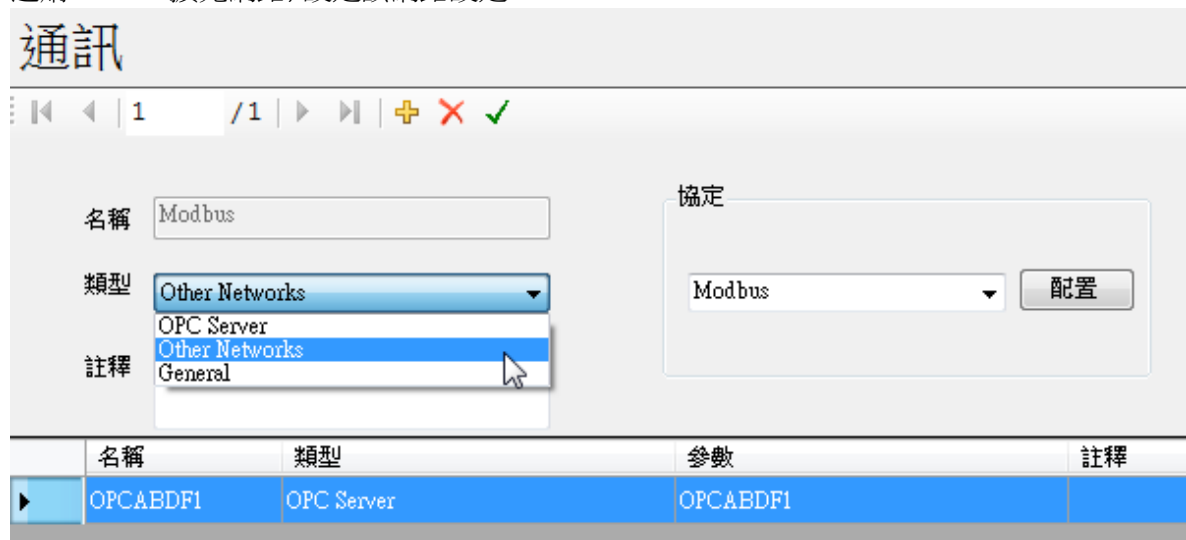 通訊
1 /1
名稱 Modbus
協定
類型 Other Networks
Modbus 配置
OPC Server
Other Networks
General
註釋
名稱 類型 參數 註釋
OPCABDF1 OPC Server OPCABDF1